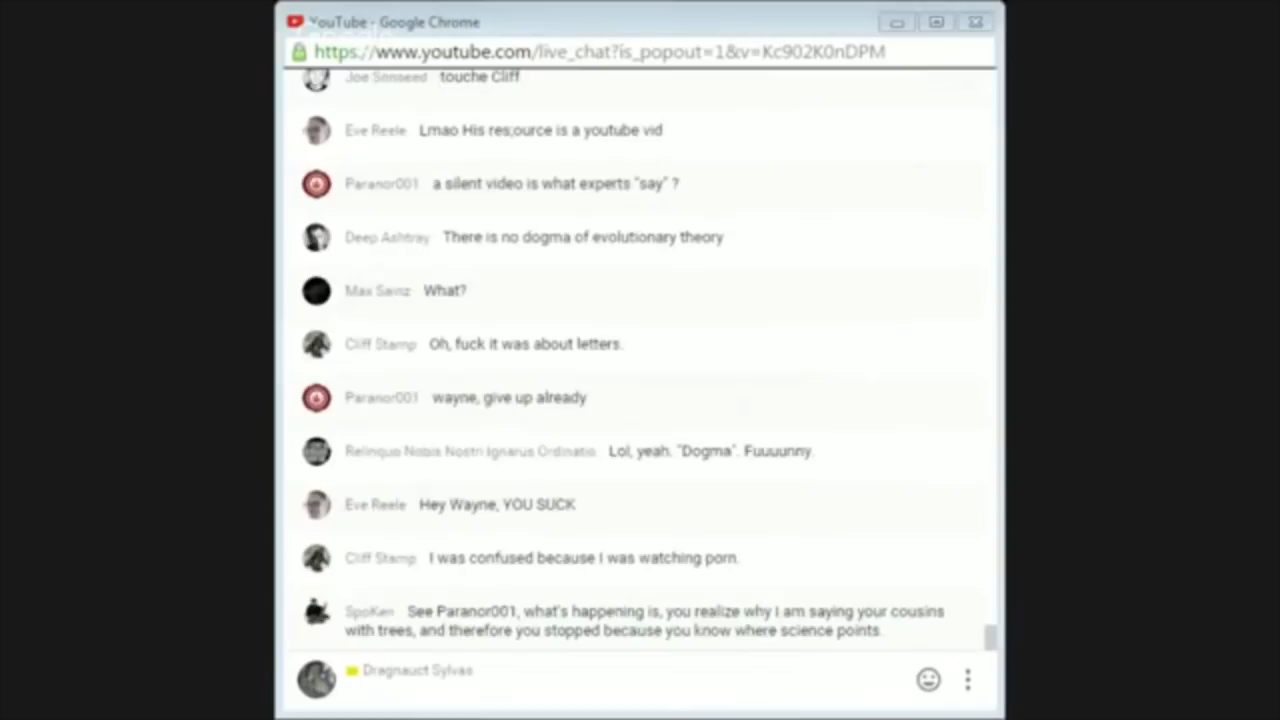 YouTube - Google Chrome
https://www.youtube.com/live_chat?is_popout=1&v=Kc902K0nDPM
Joe Sonseed touche Cliff
Eve Reele Lmao His res;ource is a youtube vid
Paranor001 a silent video is what experts "say" ?
Deep Ashtray There is no dogma of evolutionary theory
Max Sainz What?
Cliff Stamp Oh, fuck it was about letters.
Paranor001 wayne, give up already
Relinquo Nobis Nostri Ignarus Ordinatio Lol, yeah. "Dogma". Fuuuunny.
Eve Reele Hey Wayne, YOU SUCK
Cliff Stamp I was confused because I was watching porn.
SpoKen See Paranor001, what's happening is, you realize why I am saying your cousins
with trees, and therefore you stopped because you know where science points.
Dragnauct Sylvas